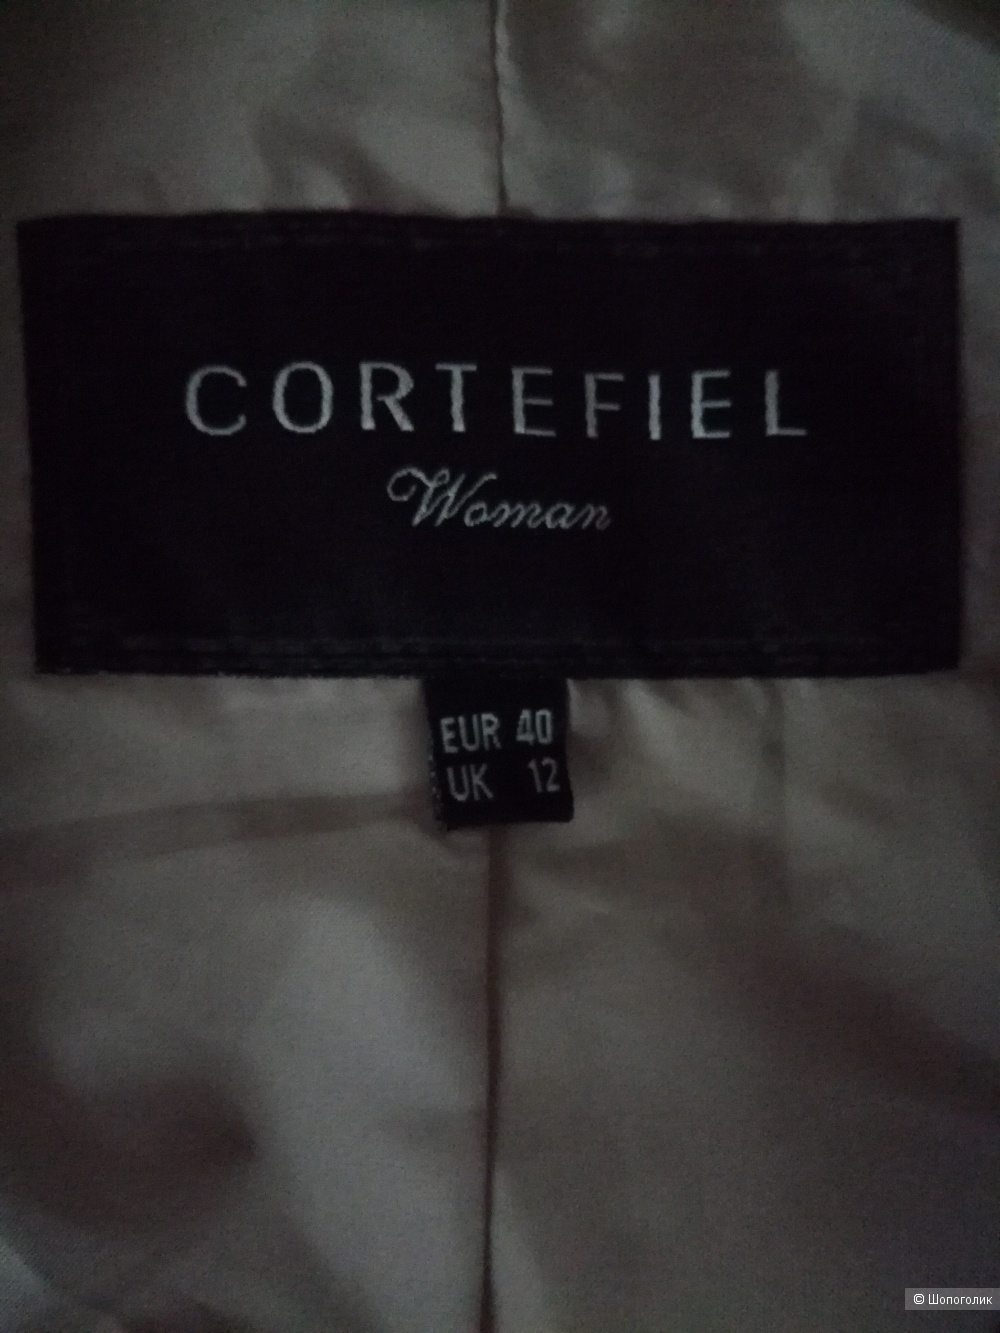 CORTEFIEL
Woman
EUR 40
UK 12
© Шопоголик